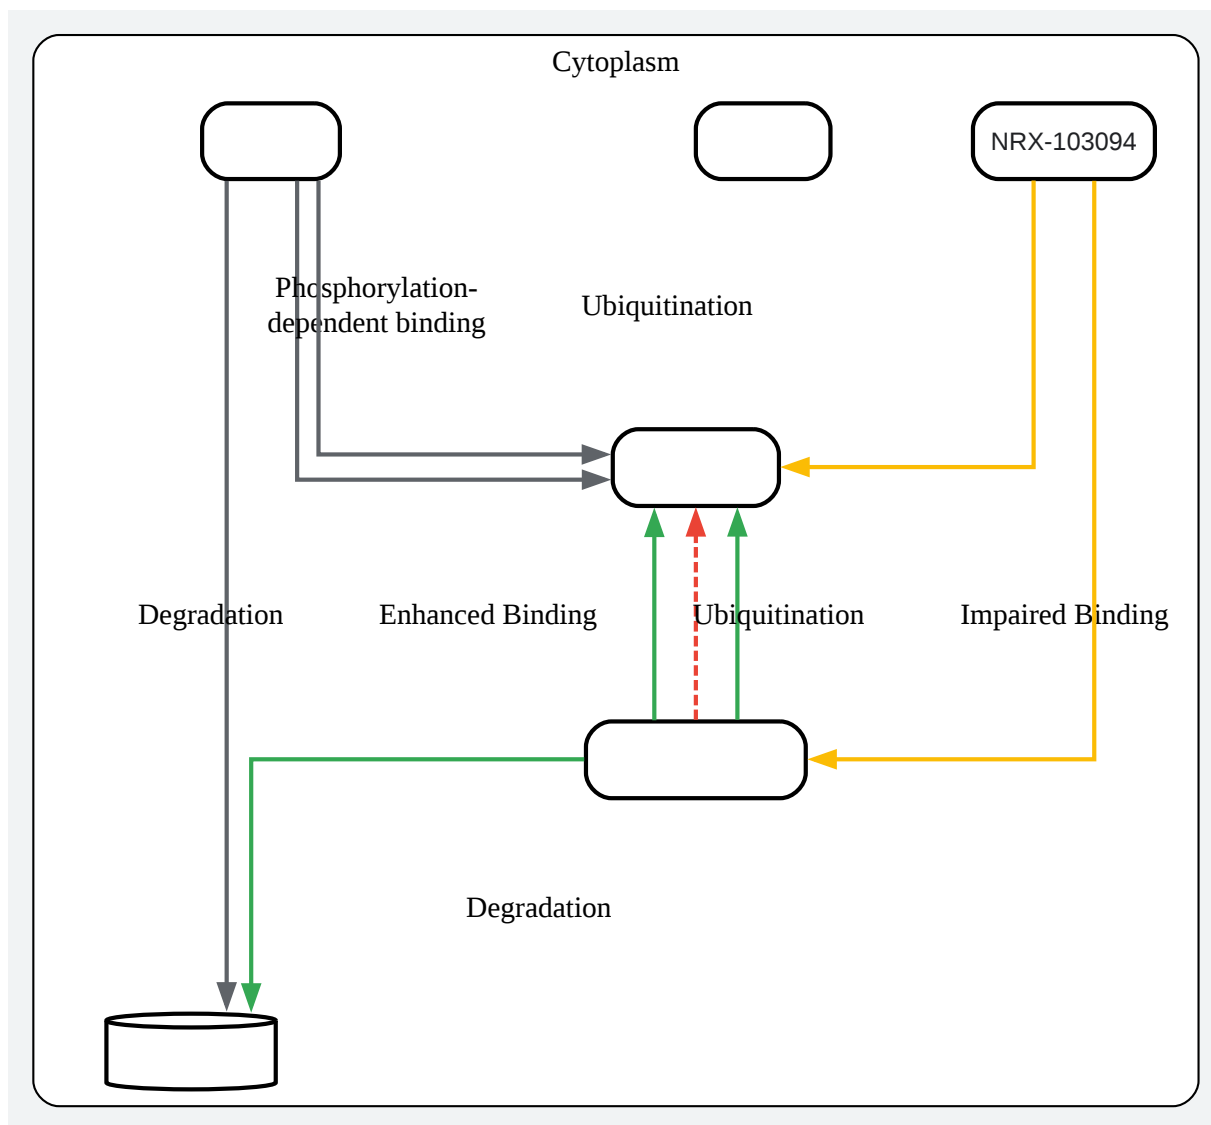 Cytoplasm
NRX-103094
Phosphorylation-
dependent binding
Ubiquitination
Degradation
Enhanced Binding
Ubiquitination
Impaired Binding
Degradation